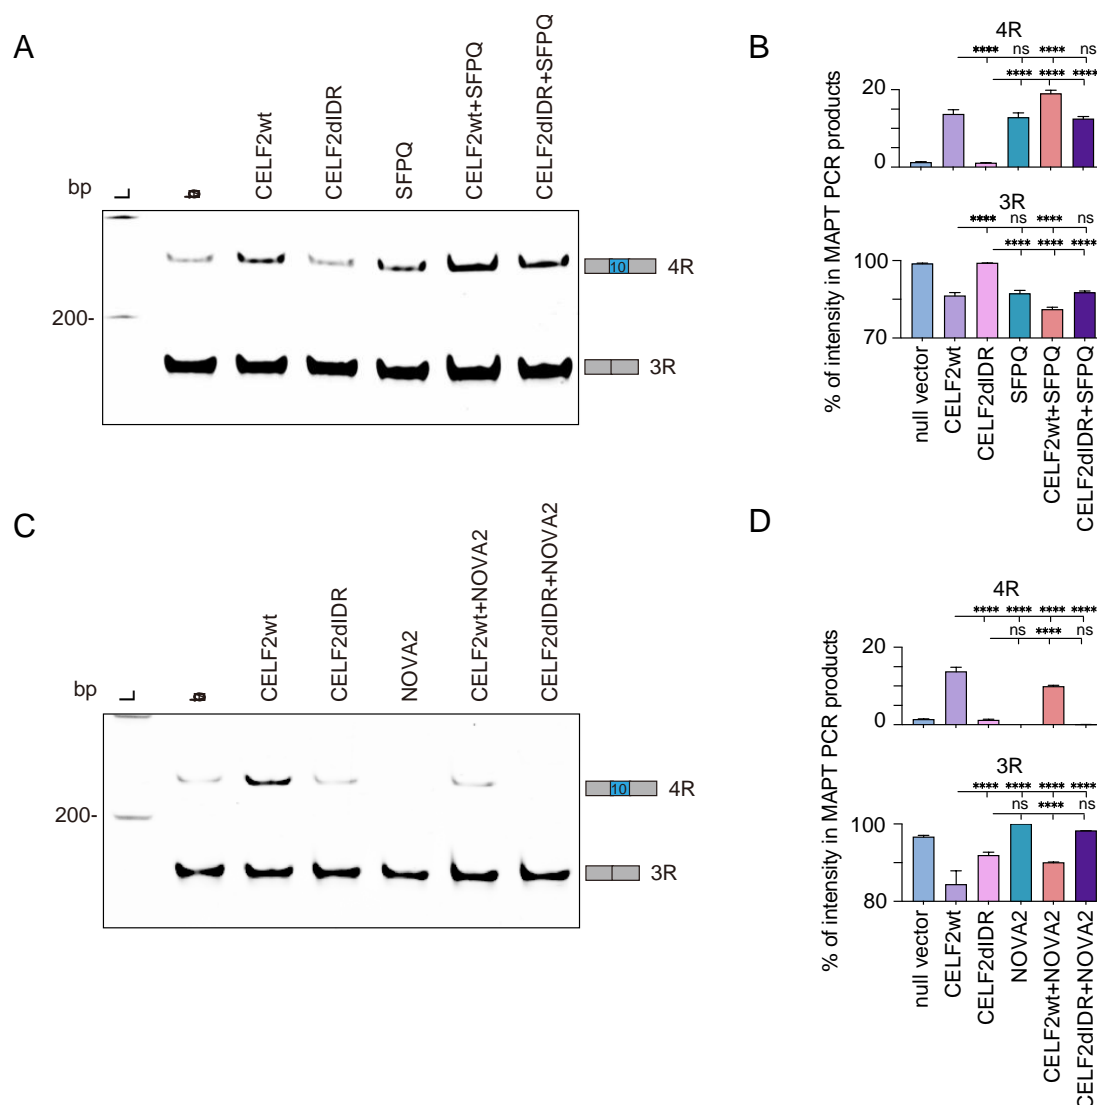 A
bp
L
CELF2wt
CELF2dIDR
SFPQ
CELF2wt+SFPQ
CELF2dIDR+SFPQ
10
4R
200-
3R
B
4R
**** ns **** ns
**** **** ****
20
0
3R
**** ns **** ns
**** **** ****
100
70
% of intensity in MAPT PCR products
null vector
CELF2wt
CELF2dIDR
SFPQ
CELF2wt+SFPQ
CELF2dIDR+SFPQ
C
bp
L
CELF2wt
CELF2dIDR
NOVA2
CELF2wt+NOVA2
CELF2dIDR+NOVA2
10
4R
200-
3R
D
4R
**** **** **** ****
ns **** ns
20
0
3R
**** **** **** ****
ns **** ns
100
80
% of intensity in MAPT PCR products
null vector
CELF2wt
CELF2dIDR
NOVA2
CELF2wt+NOVA2
CELF2dIDR+NOVA2